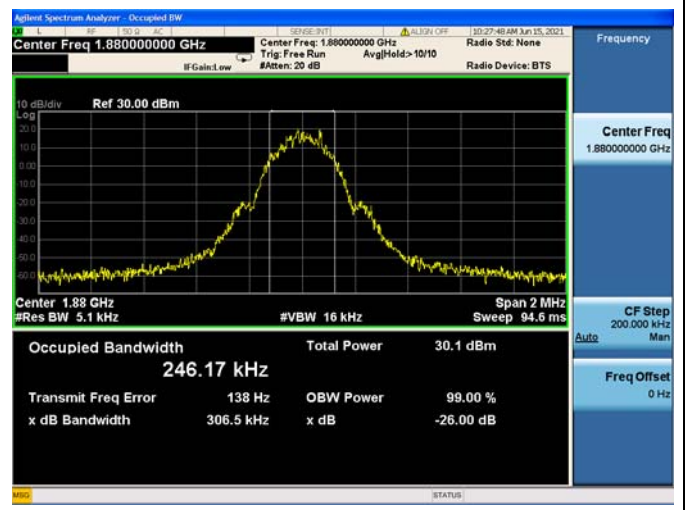 Agilent Spectrum Analyzer - Occupied BW
L RF 50 Ω AC SENSE:INT ALIGN OFF 10:27:48 AM Jun 15, 2021
Center Freq 1.880000000 GHz
Center Freq: 1.880000000 GHz
Radio Std: None
Trig: Free Run Avg|Hold:> 10/10
IFGain:Low #Atten: 20 dB Radio Device: BTS
Frequency
10 dB/div Ref 30.00 dBm
Log
20.0
10.0
0.00
-10.0
-20.0
-30.0
-40.0
-50.0
-60.0
Center 1.88 GHz Span 2 MHz
#Res BW 5.1 kHz #VBW 16 kHz Sweep 94.6 ms
Occupied Bandwidth Total Power 30.1 dBm
246.17 kHz
Transmit Freq Error 138 Hz OBW Power 99.00 %
x dB Bandwidth 306.5 kHz x dB -26.00 dB
Center Freq
1.880000000 GHz
CF Step
200.000 kHz
Auto Man
Freq Offset
0 Hz
MSG STATUS